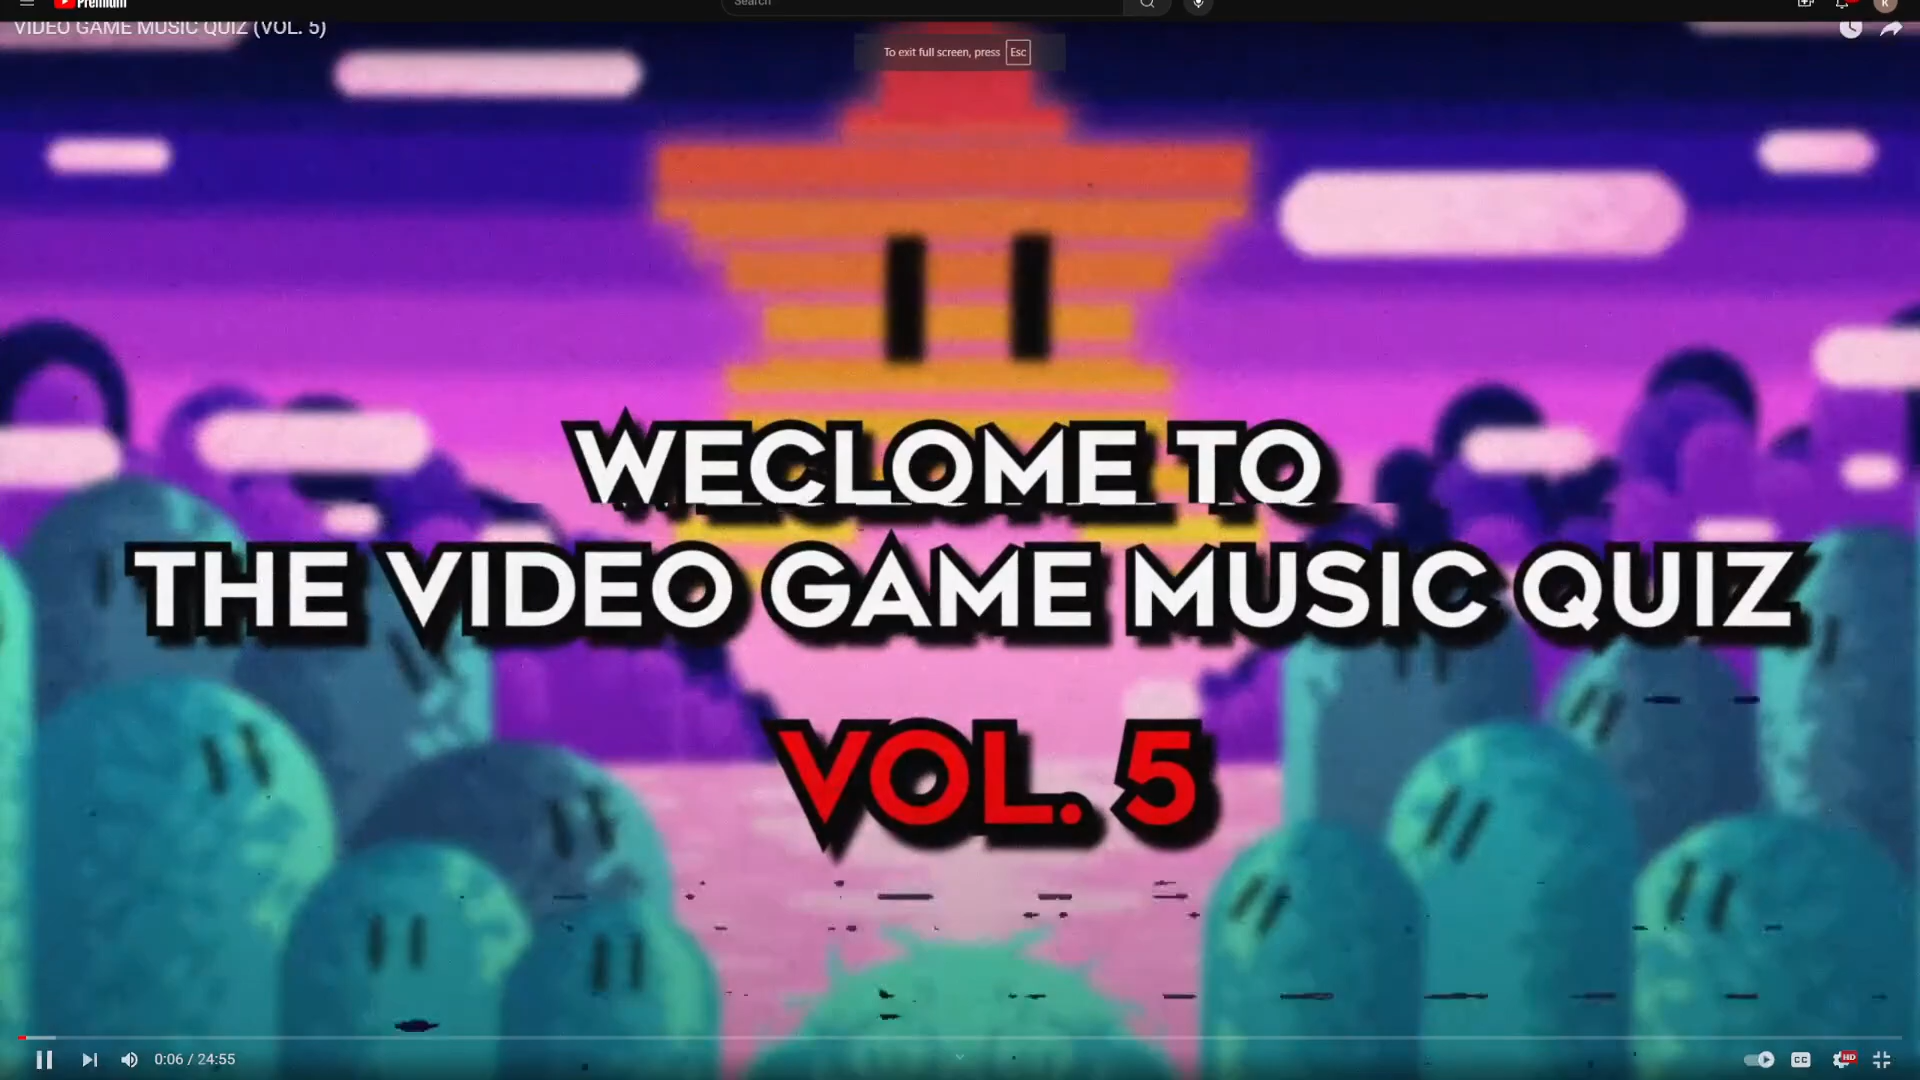 Premium
Search
K
VIDEO GAME MUSIC QUIZ (VOL. 5)
To exit full screen, press Esc
WECLOME TO
THE VIDEO GAME MUSIC QUIZ
VOL. 5
0:06 / 24:55
CC
HD